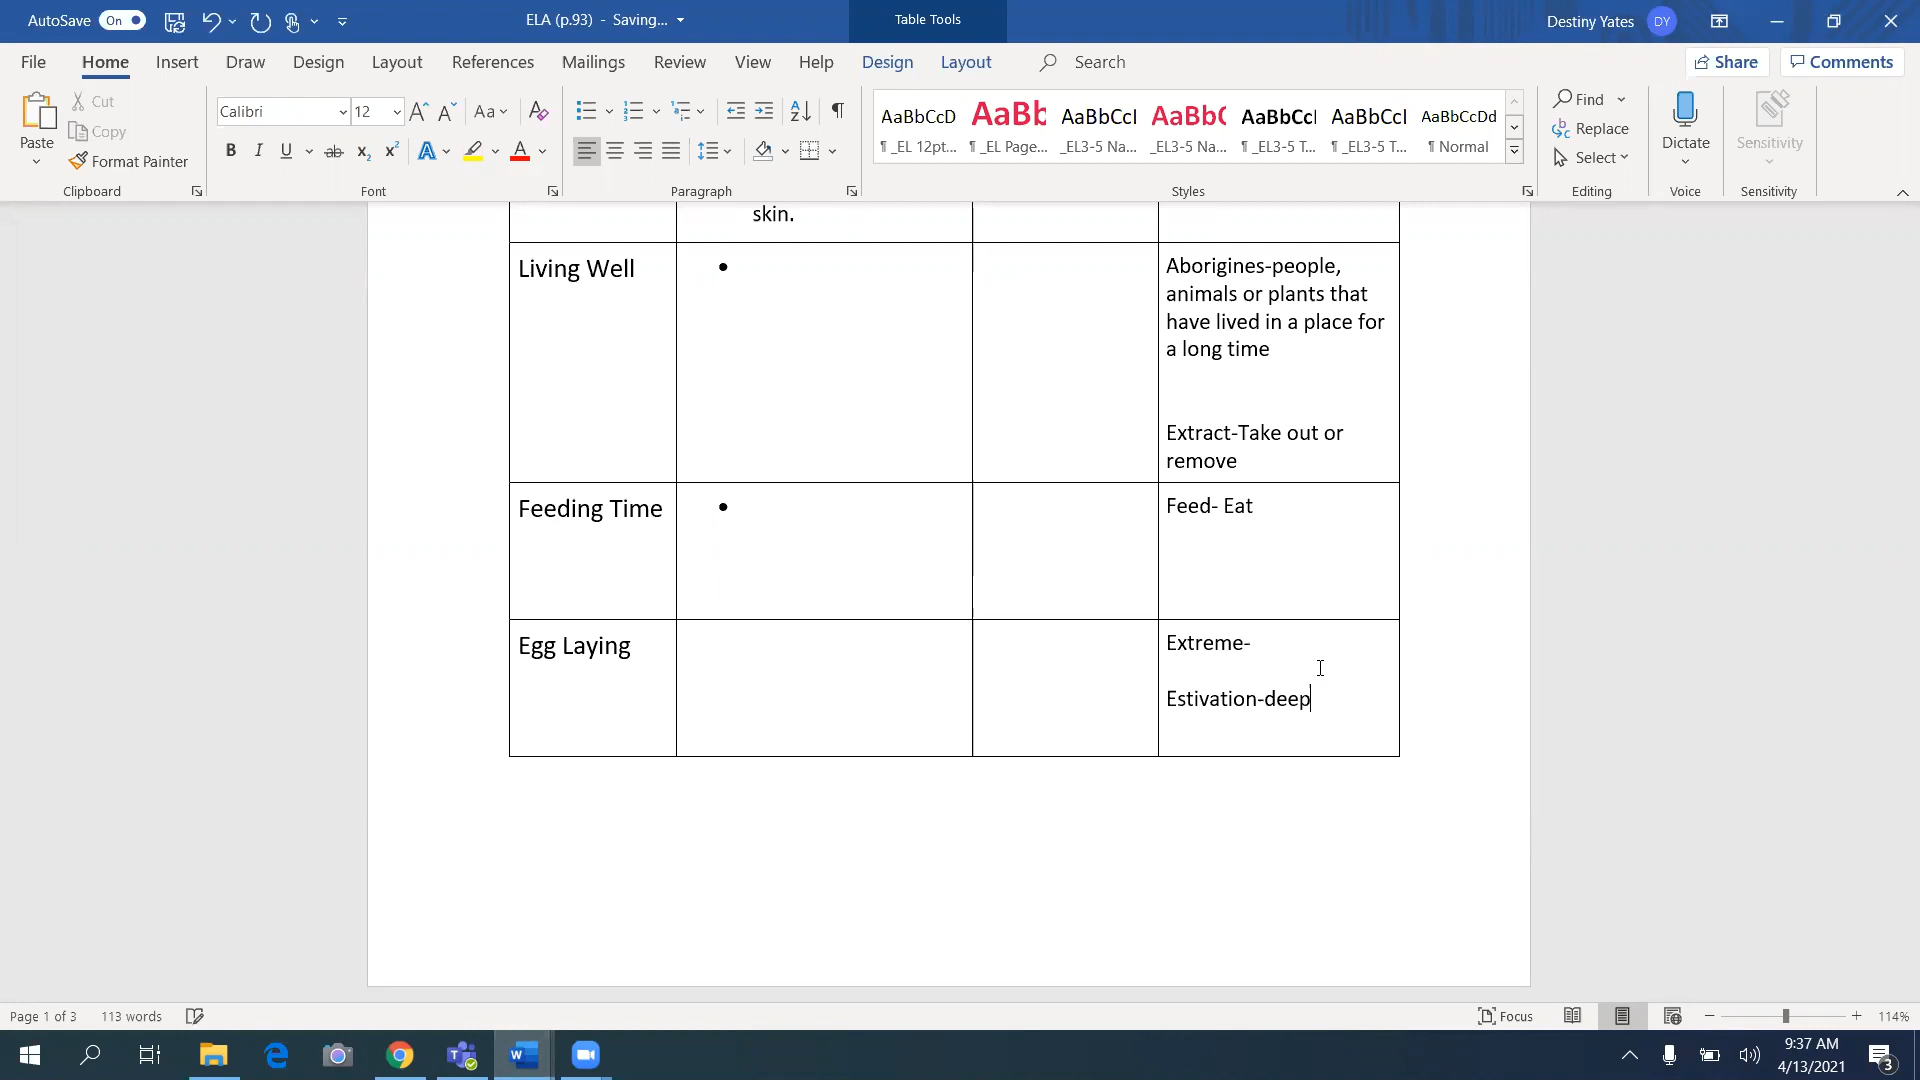 AutoSave On ELA (p.93) - Saving... Table Tools Destiny Yates DY
File Home Insert Draw Design Layout References Mailings Review View Help Design Layout Search Share Comments
Paste Cut Copy Format Painter
Calibri 12
Aa
B I U ab x₂ x² A A
AaBbCcD AaBb AaBbCcI AaBbC AaBbCcI AaBbCcI AaBbCcDd
¶ _EL 12pt... ¶ _EL Page... _EL3-5 Na... _EL3-5 Na... ¶ _EL3-5 T... ¶ _EL3-5 T... ¶ Normal
Find
Replace
Select
Dictate
Sensitivity
Clipboard Font Paragraph Styles Editing Voice Sensitivity
skin.
Living Well
Aborigines-people,
animals or plants that
have lived in a place for
a long time
Extract-Take out or
remove
Feeding Time
Feed- Eat
Egg Laying
Extreme-
Estivation-deep
Page 1 of 3 113 words Focus 114%
9:37 AM
4/13/2021
3